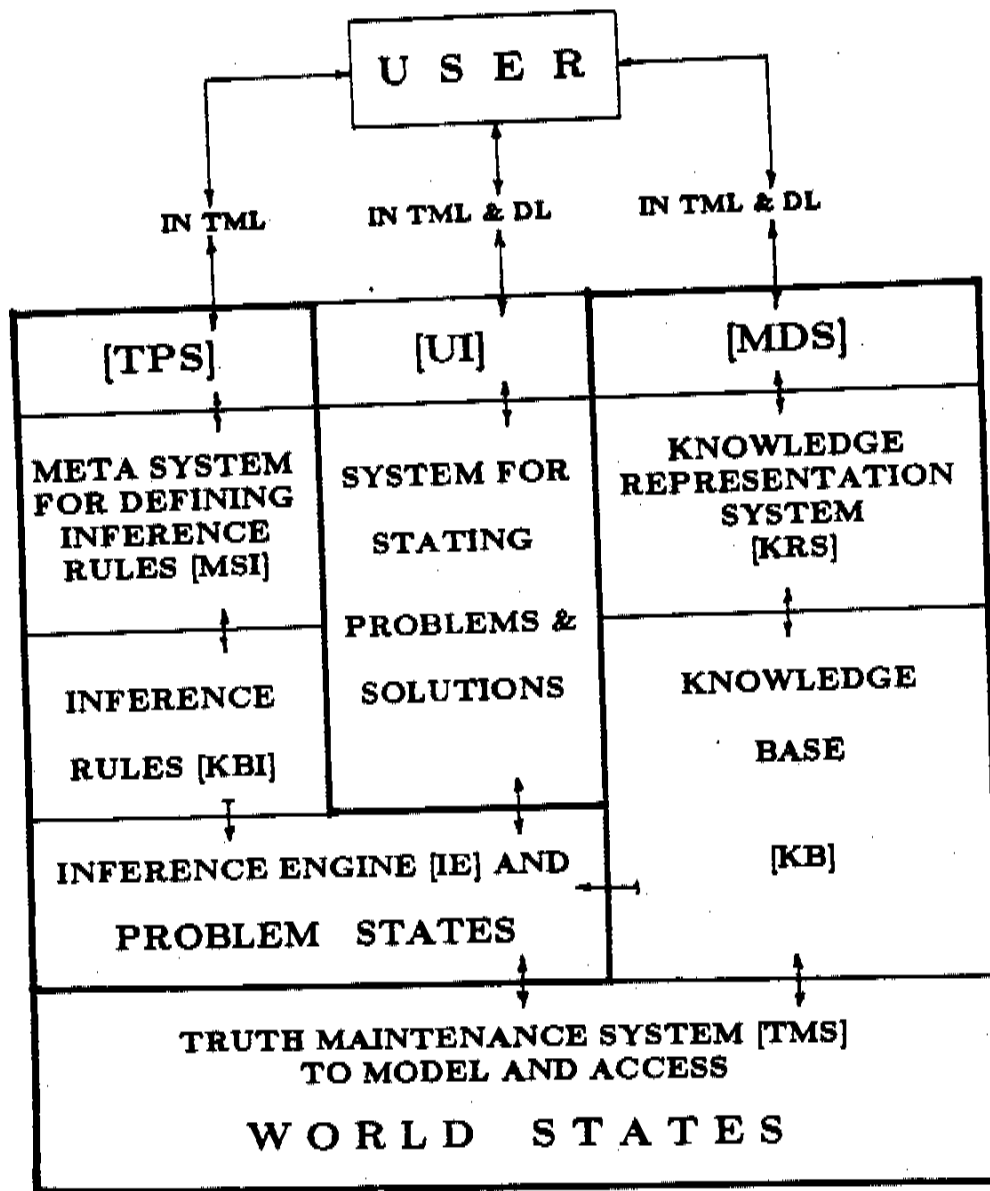 U S E R
IN TML
IN TML & DL
IN TML & DL
[TPS]
[UI]
[MDS]
META SYSTEM
FOR DEFINING
INFERENCE
RULES [MSI]
SYSTEM FOR
STATING
PROBLEMS &
SOLUTIONS
KNOWLEDGE
REPRESENTATION
SYSTEM
[KRS]
INFERENCE
RULES [KBI]
KNOWLEDGE
BASE
[KB]
INFERENCE ENGINE [IE] AND
PROBLEM STATES
TRUTH MAINTENANCE SYSTEM [TMS]
TO MODEL AND ACCESS
W O R L D S T A T E S